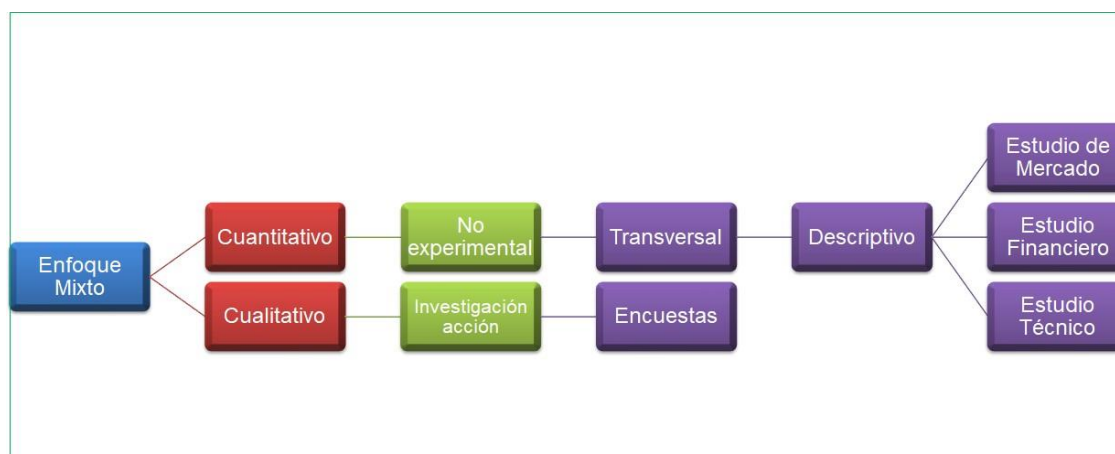 Enfoque
Mixto
Cuantitativo
No
experimental
Transversal
Descriptivo
Estudio de
Mercado
Estudio
Financiero
Estudio
Técnico
Cualitativo
Investigación
acción
Encuestas